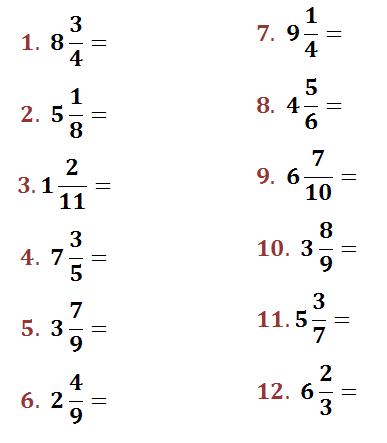 1. 8 3/4 =
2. 5 1/8 =
3. 1 2/11 =
4. 7 3/5 =
5. 3 7/9 =
6. 2 4/9 =
7. 9 1/4 =
8. 4 5/6 =
9. 6 7/10 =
10. 3 8/9 =
11. 5 3/7 =
12. 6 2/3 =